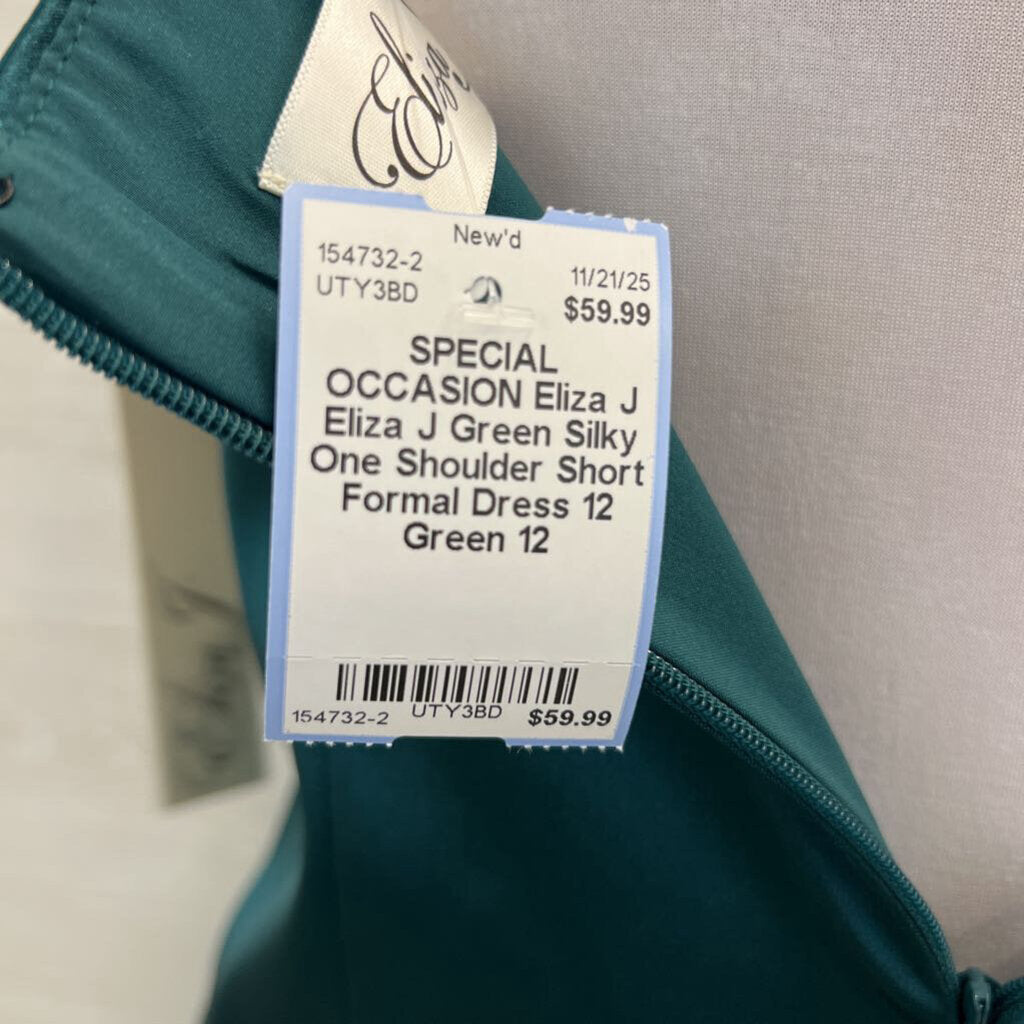 Eliza J
New'd
154732-2
11/21/25
UTY3BD
$59.99
SPECIAL
OCCASION Eliza J
Eliza J Green Silky
One Shoulder Short
Formal Dress 12
Green 12
154732-2 UTY3BD $59.99